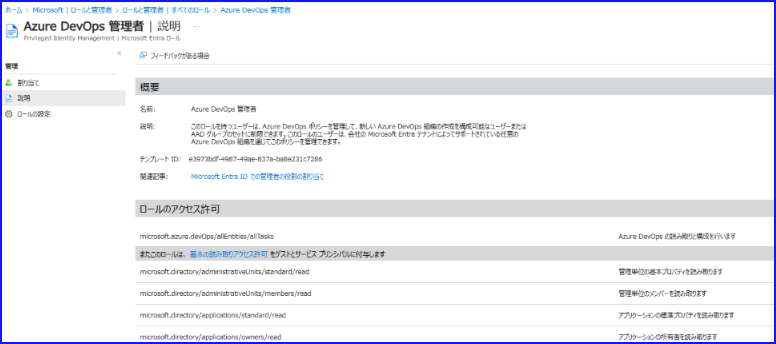 ホーム > Microsoft | ロールと管理者 > ロールと管理者 | すべてのロール > Azure DevOps 管理者
Azure DevOps 管理者 | 説明 …
Privileged Identity Management | Microsoft Entra ロール
«
管理
割り当て
説明
ロールの設定
フィードバックがある場合
概要
名前: Azure DevOps 管理者
説明: このロールを持つユーザーは、Azure DevOps ポリシーを管理して、新しい Azure DevOps 組織の作成を構成可能なユーザーまたは
AAD グループのセットに制限できます。このロールのユーザーは、会社の Microsoft Entra テナントによってサポートされている任意の
Azure DevOps 組織を通じてこのポリシーを管理できます。
テンプレート ID: e3973bdf-4987-49ae-837a-ba8e231c7286
関連記事: Microsoft Entra ID での管理者の役割の割り当て
ロールのアクセス許可
microsoft.azure.devOps/allEntities/allTasks Azure DevOps の読み取りと構成を行います
またこのロールは、基本の読み取りアクセス許可 をゲストとサービス プリンシパルに付与します
microsoft.directory/administrativeUnits/standard/read 管理単位の基本プロパティを読み取ります
microsoft.directory/administrativeUnits/members/read 管理単位のメンバーを読み取ります
microsoft.directory/applications/standard/read アプリケーションの標準プロパティを読み取ります
microsoft.directory/applications/owners/read アプリケーションの所有者を読み取ります